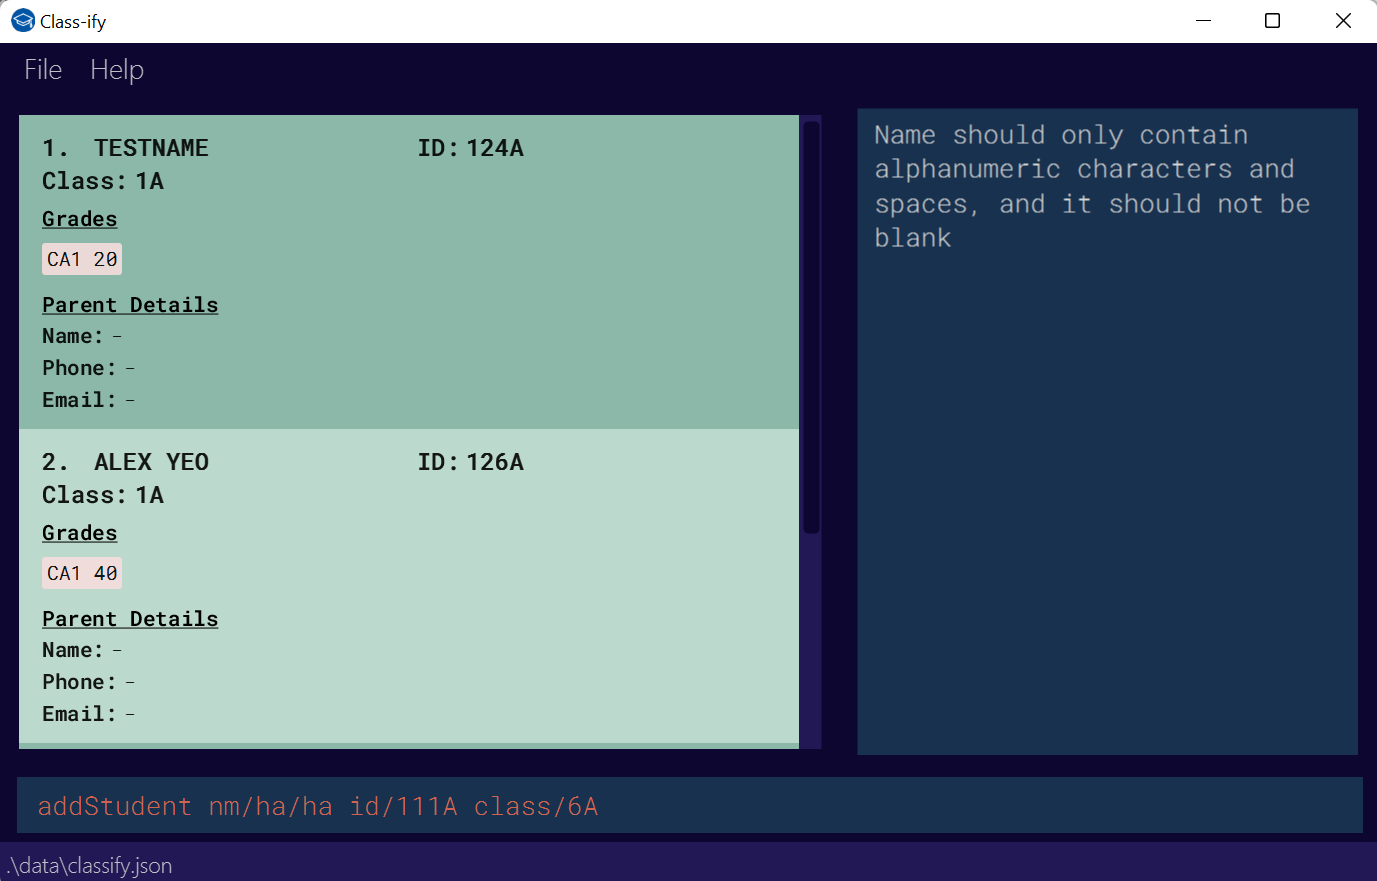 Class-ify
File Help
1. TESTNAME ID: 124A
Class: 1A
Grades
CA1 20
Parent Details
Name: -
Phone: -
Email: -
2. ALEX YEO ID: 126A
Class: 1A
Grades
CA1 40
Parent Details
Name: -
Phone: -
Email: -
Name should only contain
alphanumeric characters and
spaces, and it should not be
blank
addStudent nm/ha/ha id/111A class/6A
.\data\classify.json